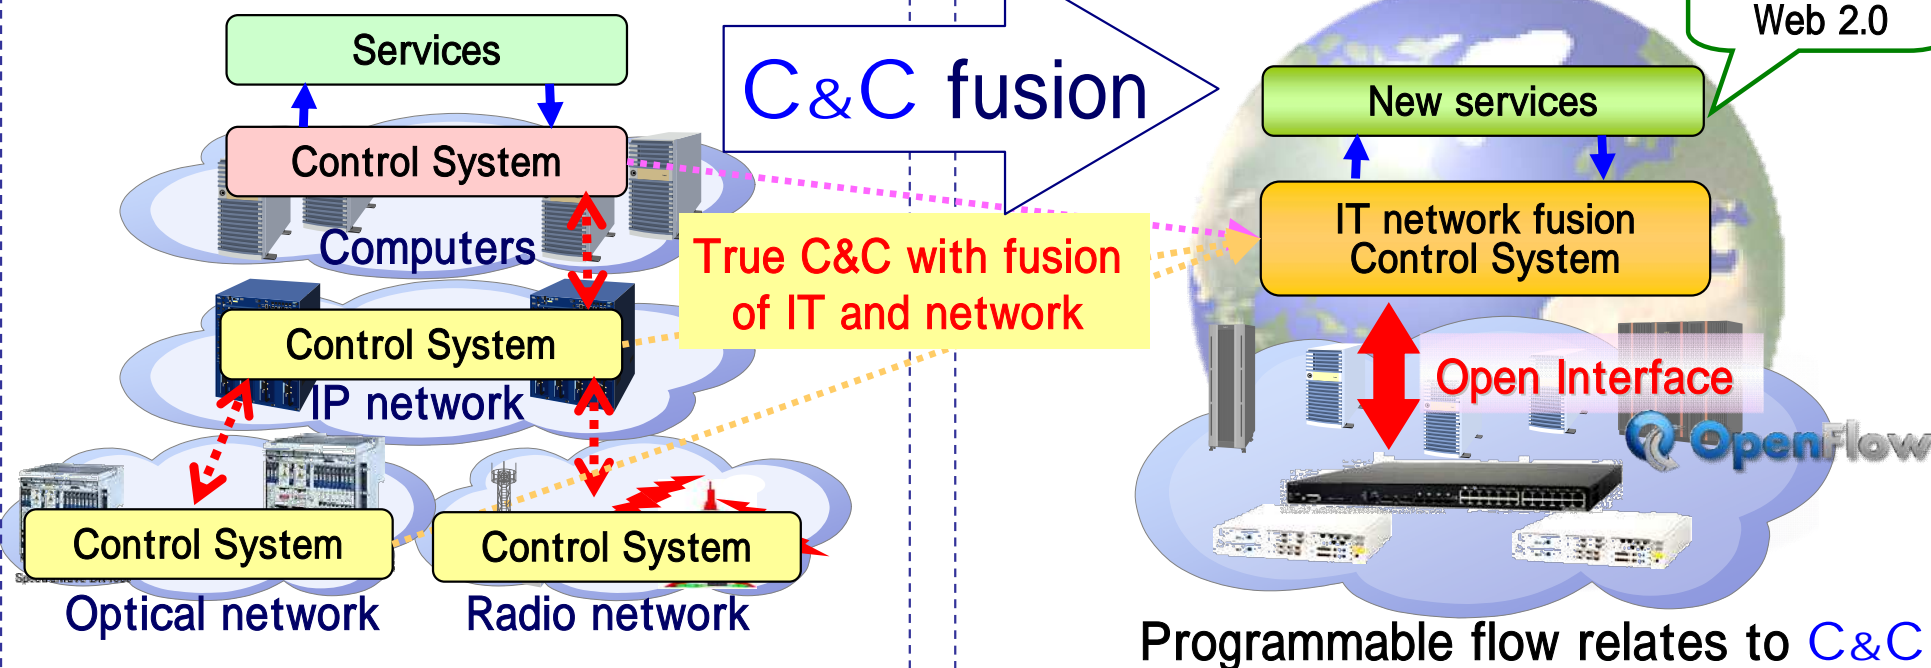 Services
Control System
Computers
Control System
IP network
Control System
Optical network
Control System
Radio network
C&C fusion
True C&C with fusion
of IT and network
Web 2.0
New services
IT network fusion
Control System
Open Interface
OpenFlow
Programmable flow relates to C&C